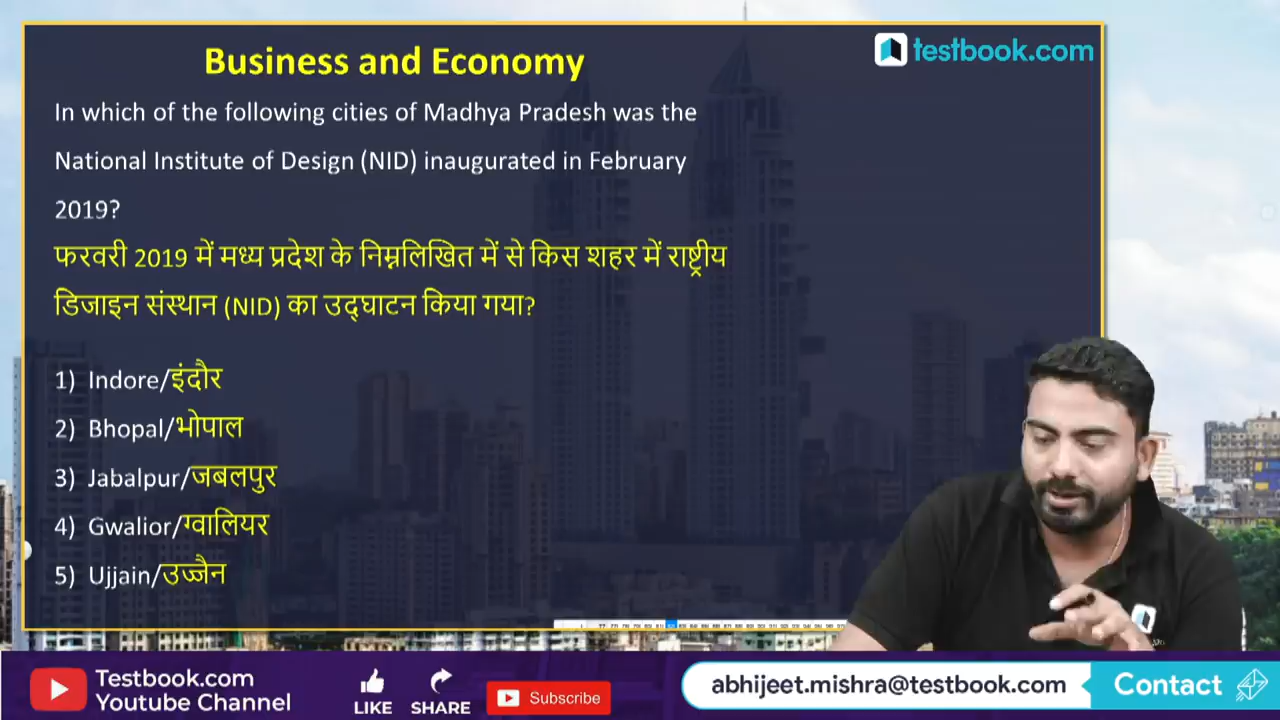 Business and Economy
testbook.com
In which of the following cities of Madhya Pradesh was the
National Institute of Design (NID) inaugurated in February
2019?
फरवरी 2019 में मध्य प्रदेश के निम्नलिखित में से किस शहर में राष्ट्रीय
डिजाइन संस्थान (NID) का उद्घाटन किया गया?
1) Indore/इंदौर
2) Bhopal/भोपाल
3) Jabalpur/जबलपुर
4) Gwalior/ग्वालियर
5) Ujjain/उज्जैन
Testbook.com
Youtube Channel
LIKE
SHARE
Subscribe
abhijeet.mishra@testbook.com
Contact